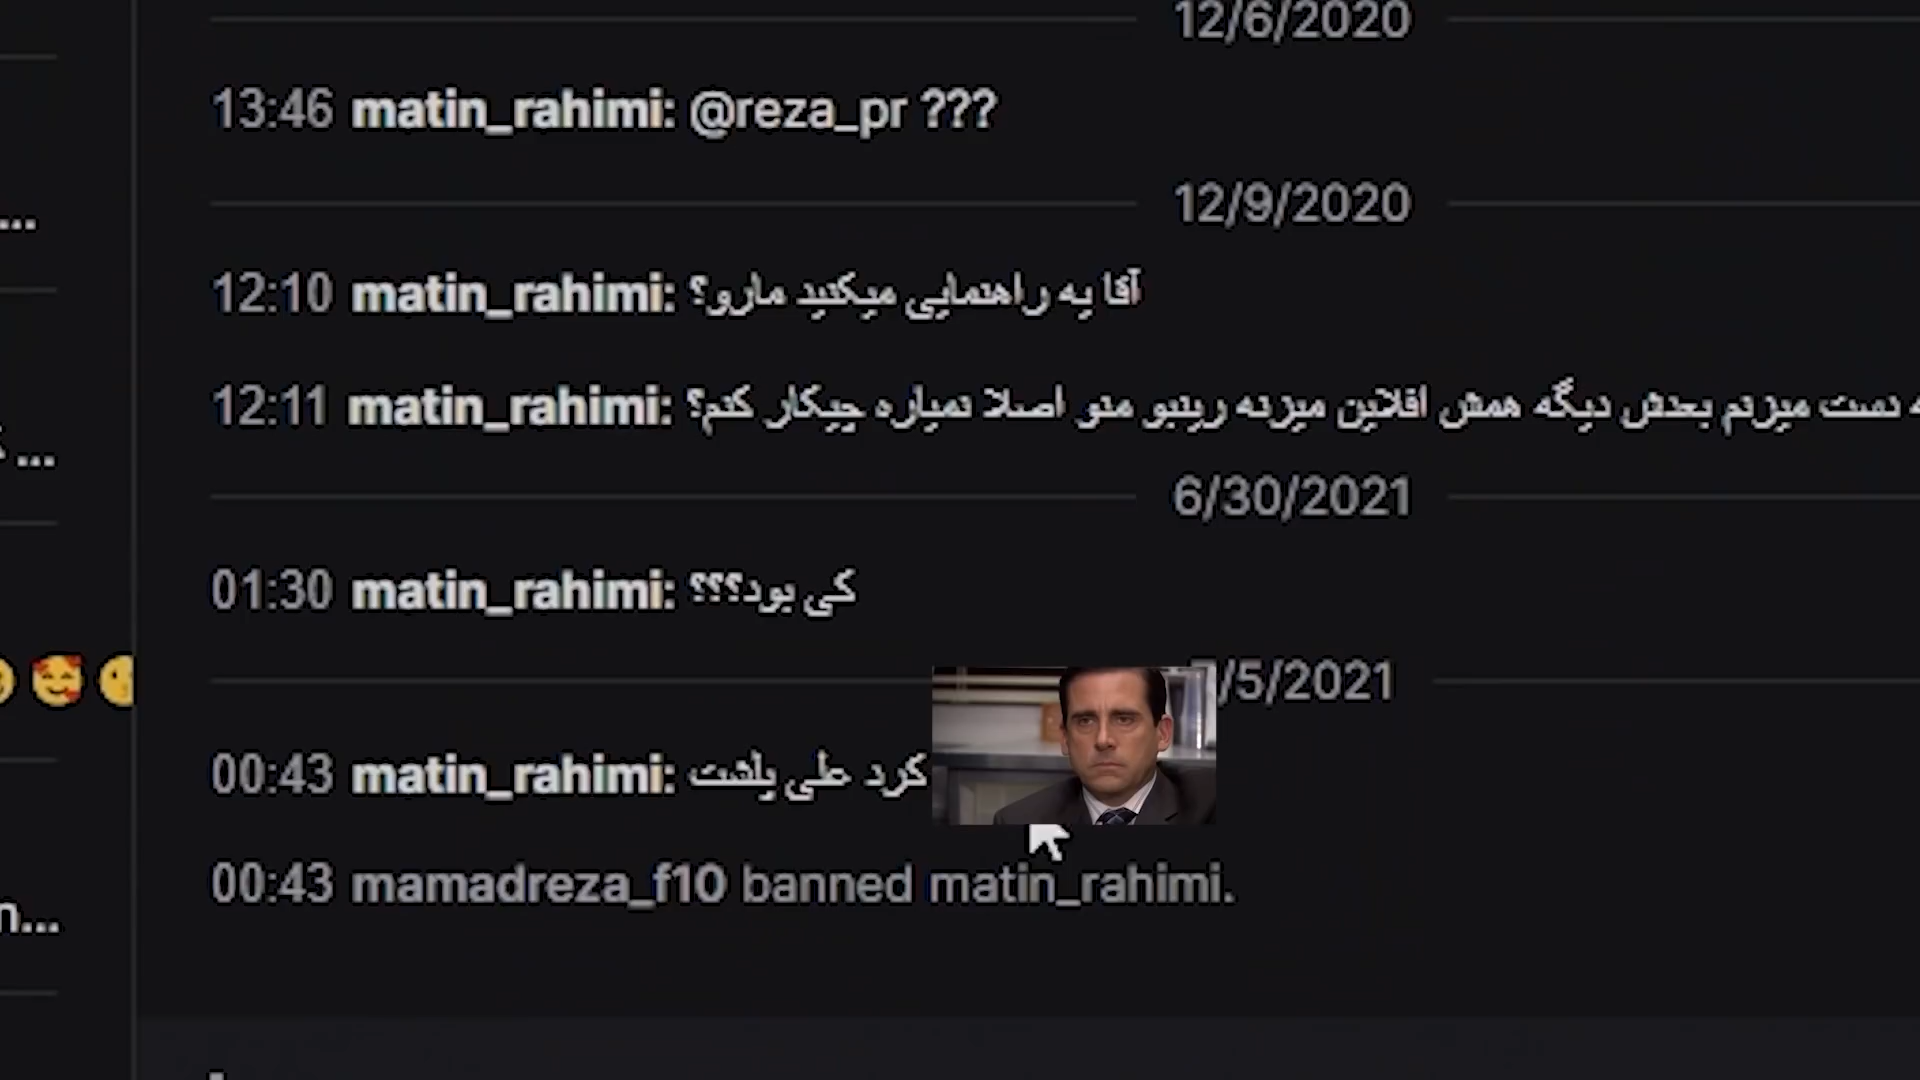 12/6/2020
13:46 matin_rahimi: @reza_pr ???
12/9/2020
12:10 matin_rahimi: آقا یه راهنمایی میکنید مارو؟
12:11 matin_rahimi: دست میزنم بعدش دیگه همش افلاین میزنه رینبو منو اصلا نمیاره چیکار کنم؟
6/30/2021
01:30 matin_rahimi: کی بود؟؟؟
/5/2021
00:43 matin_rahimi: کرد علی پلشت
00:43 mamadreza_f10 banned matin_rahimi.